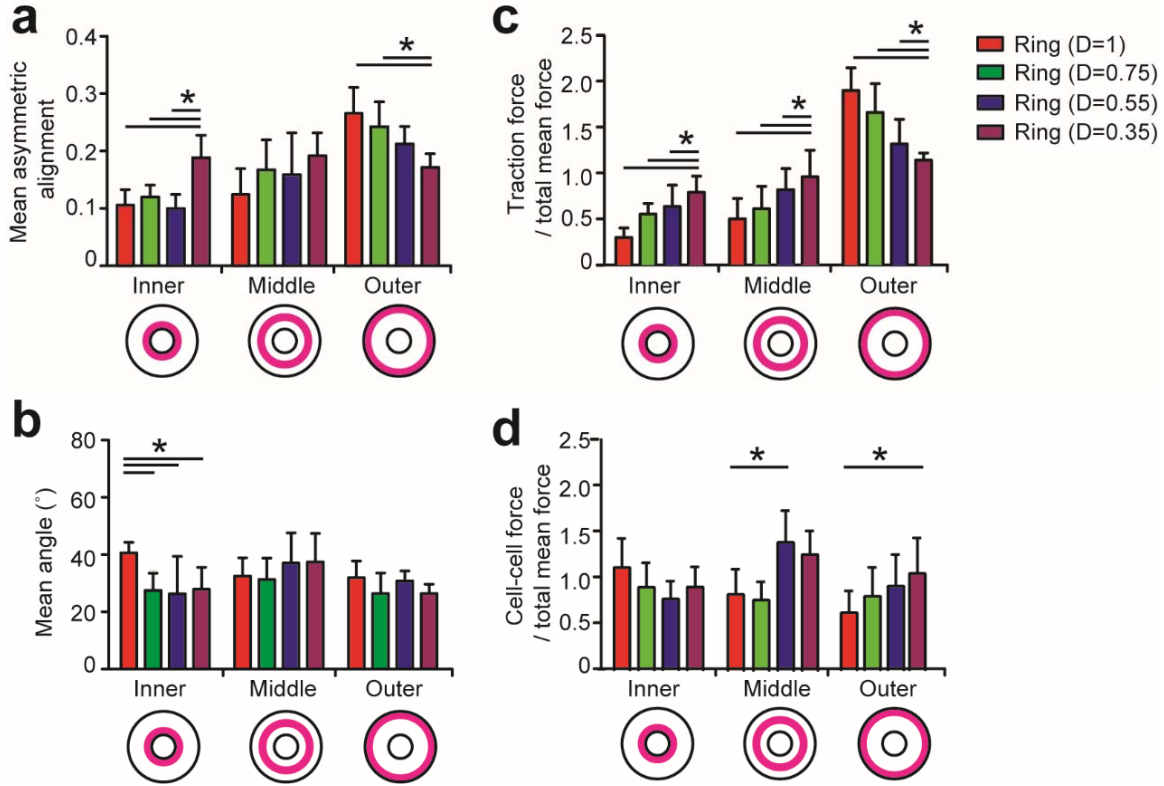 a
Mean asymmetric
alignment
0.4
0.3
0.2
0.1
0
*
*
Inner
Middle
Outer
c
Traction force
/ total mean force
2.5
2.0
1.5
1.0
0.5
0
*
*
*
Inner
Middle
Outer
Ring (D=1)
Ring (D=0.75)
Ring (D=0.55)
Ring (D=0.35)
b
Mean angle (°)
80
60
40
20
0
*
Inner
Middle
Outer
d
Cell-cell force
/ total mean force
2.5
2.0
1.5
1.0
0.5
0
*
*
Inner
Middle
Outer